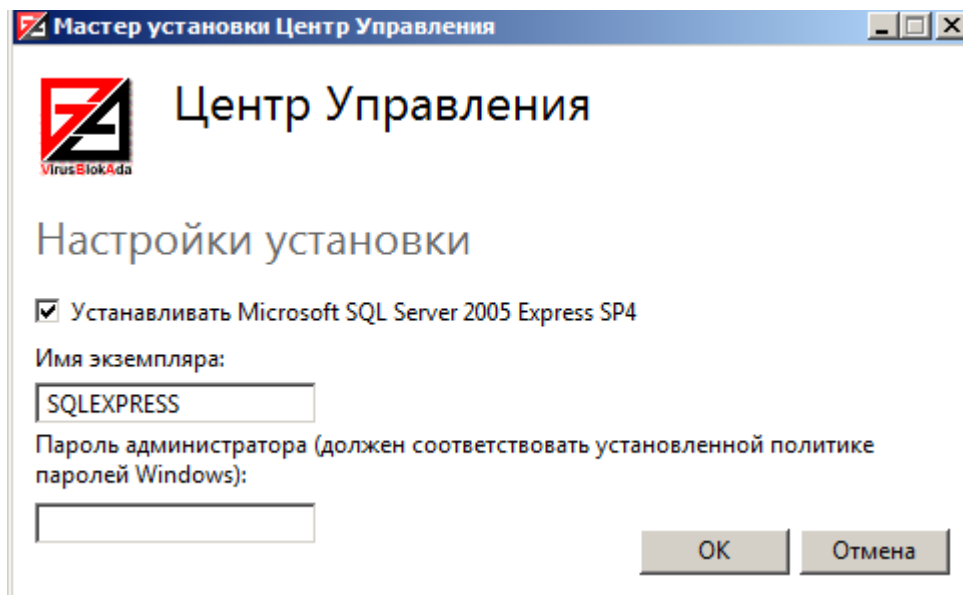 Мастер установки Центр Управления
Центр Управления
VirusBlokAda
Настройки установки
Устанавливать Microsoft SQL Server 2005 Express SP4
Имя экземпляра:
SQLEXPRESS
Пароль администратора (должен соответствовать установленной политике
паролей Windows):
OK
Отмена